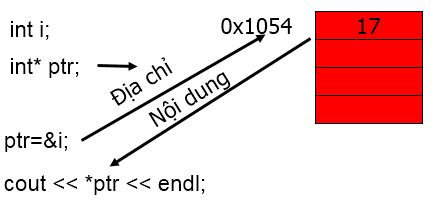 int i;
0x1054
17
int* ptr;
Địa chỉ
Nội dung
ptr=&i;
cout << *ptr << endl;